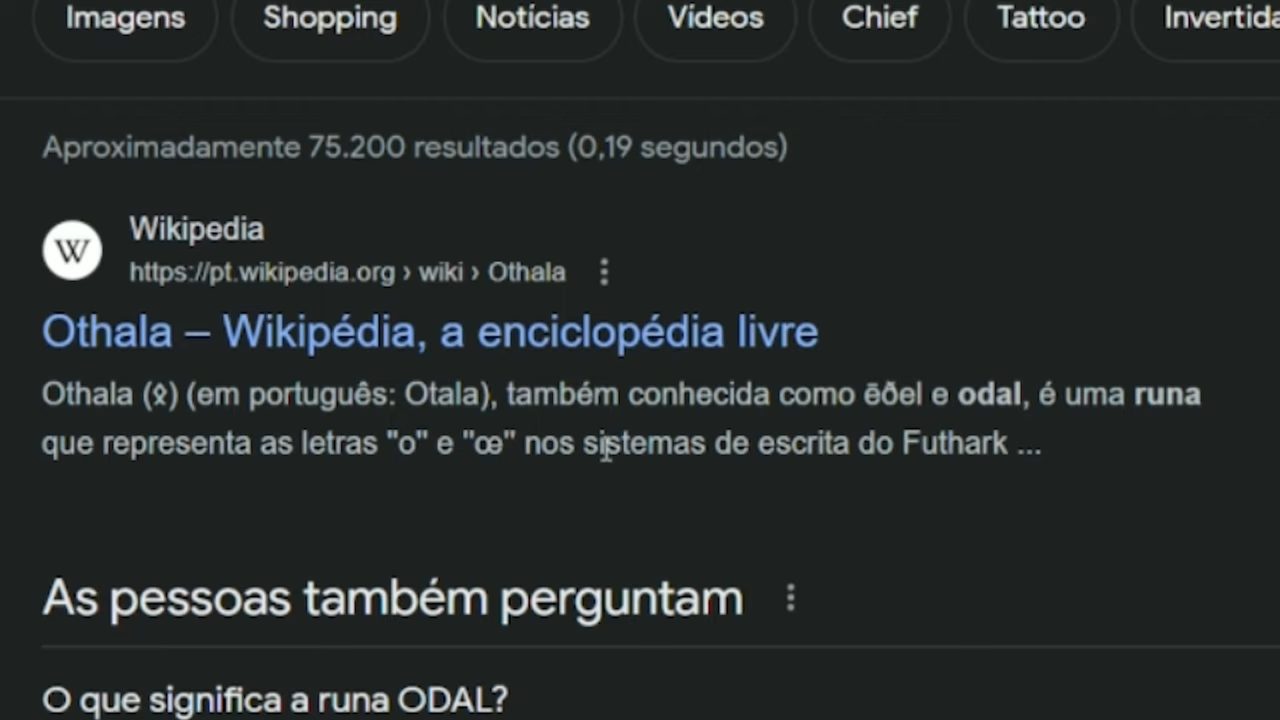 Imagens Shopping Notícias Vídeos Chief Tattoo Invertida
Aproximadamente 75.200 resultados (0,19 segundos)
Wikipedia
https://pt.wikipedia.org › wiki › Othala
Othala – Wikipédia, a enciclopédia livre
Othala (ᛟ) (em português: Otala), também conhecida como ēðel e odal, é uma runa
que representa as letras "o" e "œ" nos sistemas de escrita do Futhark ...
As pessoas também perguntam
O que significa a runa ODAL?